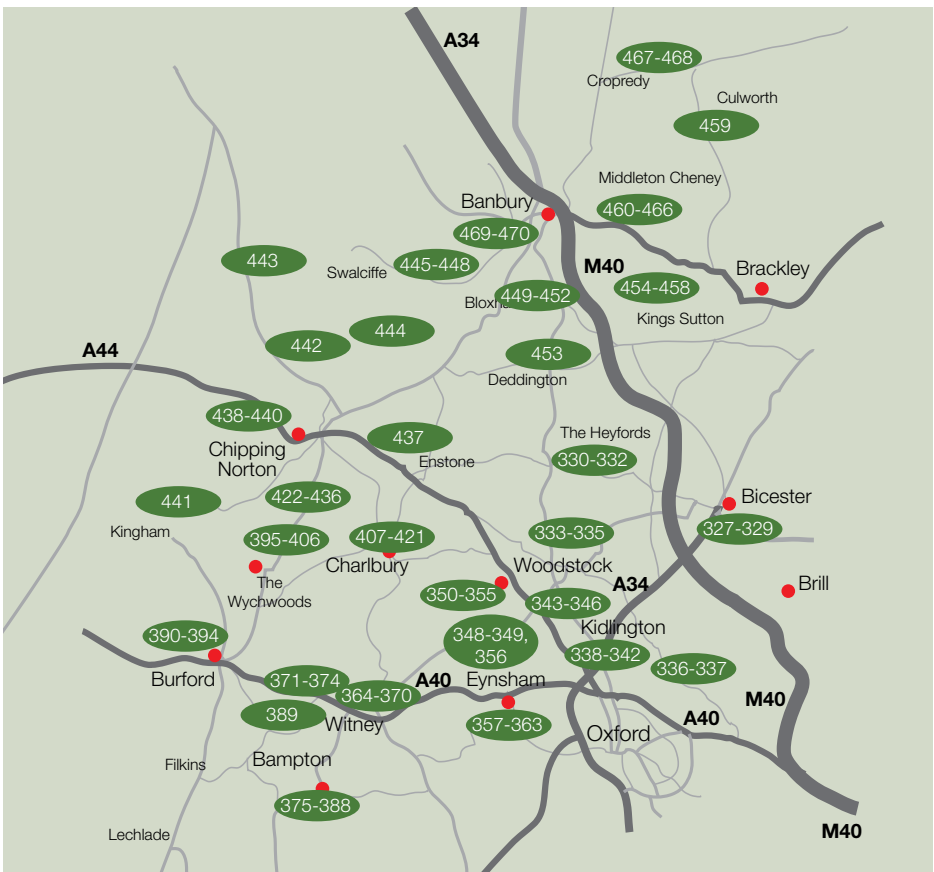 A34
467-468
Cropredy
Culworth
459
Middleton Cheney
Banbury
460-466
469-470
443
Swalcliffe
445-448
M40
Brackley
454-458
Bloxh
449-452
Kings Sutton
442
444
A44
453
Deddington
438-440
437
The Heyfords
Chipping
Norton
Enstone
330-332
422-436
441
Bicester
Kingham
327-329
395-406
407-421
333-335
Charlbury
Woodstock
The
Wychwoods
A34
Brill
350-355
343-346
390-394
348-349,
356
Kidlington
338-342
336-337
Burford
371-374
364-370
A40
Eynsham
M40
389
Witney
357-363
A40
Oxford
Bampton
Filkins
375-388
Lechlade
M40